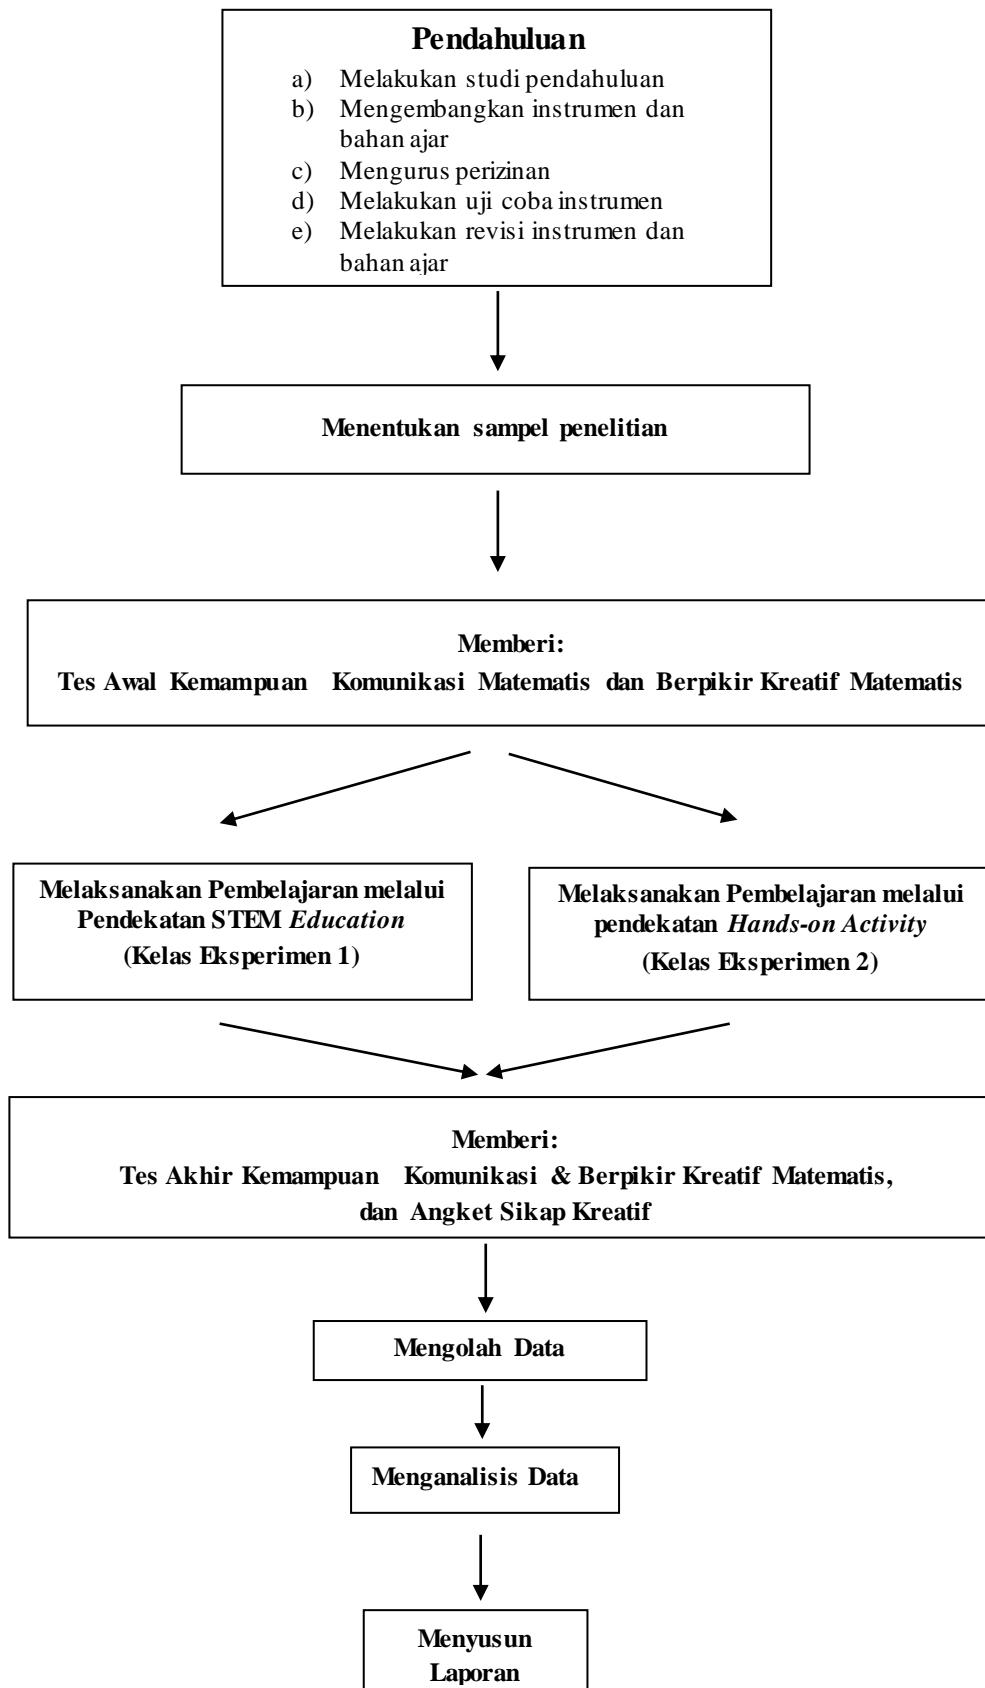 Pendahuluan
a) Melakukan studi pendahuluan
b) Mengembangkan instrumen dan
bahan ajar
c) Mengurus perizinan
d) Melakukan uji coba instrumen
e) Melakukan revisi instrumen dan
bahan ajar
Menentukan sampel penelitian
Memberi:
Tes Awal Kemampuan Komunikasi Matematis dan Berpikir Kreatif Matematis
Melaksanakan Pembelajaran melalui
Pendekatan STEM Education
(Kelas Eksperimen 1)
Melaksanakan Pembelajaran melalui
pendekatan Hands-on Activity
(Kelas Eksperimen 2)
Memberi:
Tes Akhir Kemampuan Komunikasi & Berpikir Kreatif Matematis,
dan Angket Sikap Kreatif
Mengolah Data
Menganalisis Data
Menyusun
Laporan